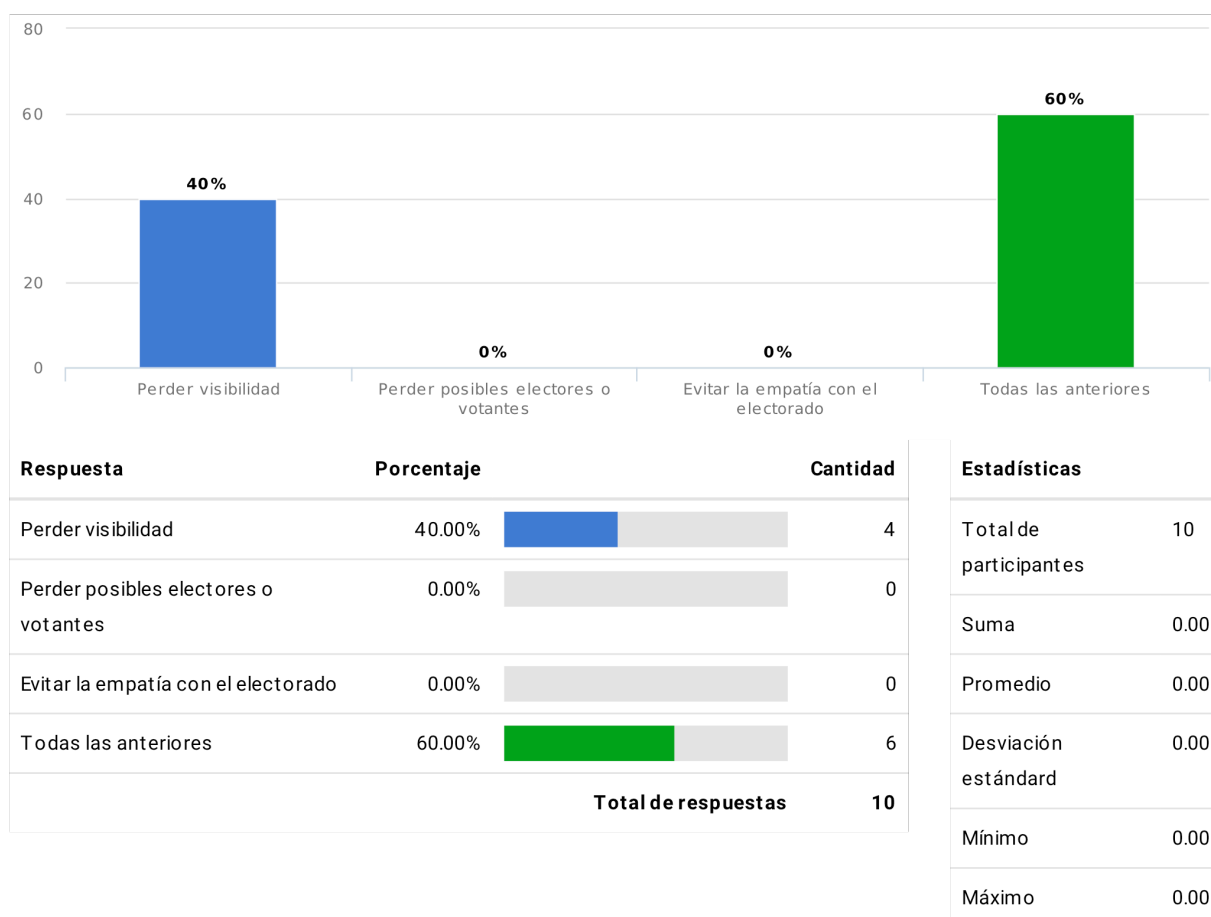 80
60
40
20
0
40%
0%
0%
60%
Perder visibilidad
Perder posibles electores o
votantes
Evitar la empatía con el
electorado
Todas las anteriores
Respuesta Porcentaje Cantidad
Perder visibilidad 40.00% 4
Perder posibles electores o 0.00% 0
votantes
Evitar la empatía con el electorado 0.00% 0
Todas las anteriores 60.00% 6
Total de respuestas 10
Estadísticas
Total de 10
participantes
Suma 0.00
Promedio 0.00
Desviación 0.00
estándard
Mínimo 0.00
Máximo 0.00